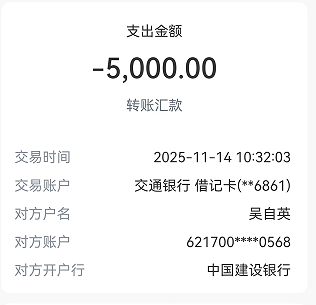 支出金额
-5,000.00
转账汇款
交易时间 2025-11-14 10:32:03
交易账户 交通银行 借记卡(**6861)
对方户名 吴自英
对方账户 621700****0568
对方开户行 中国建设银行